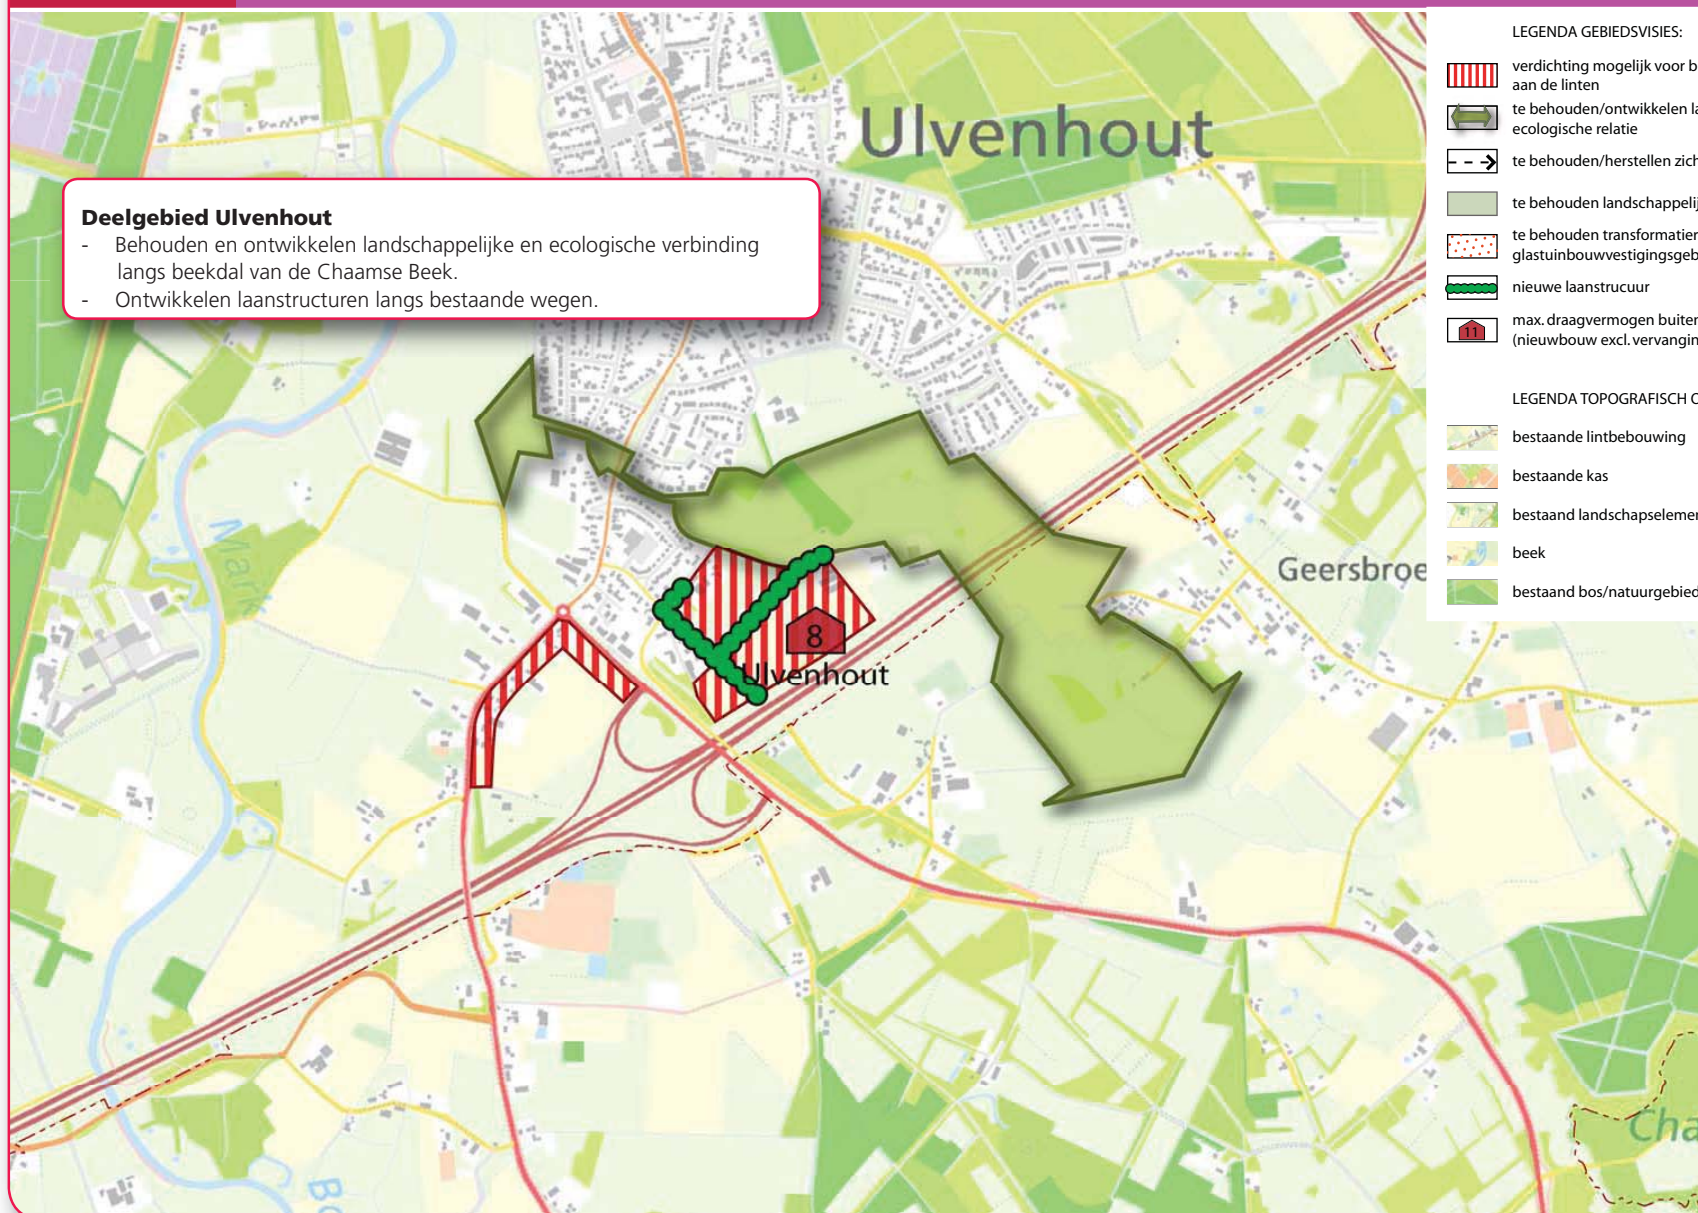 Ulvenhout
Deelgebied Ulvenhout
- Behouden en ontwikkelen landschappelijke en ecologische verbinding
langs beekdal van de Chaamse Beek.
- Ontwikkelen laanstructuren langs bestaande wegen.
Mark
Geersbroe
8
Ulvenhout
Cha
LEGENDA GEBIEDSVISIES:
verdichting mogelijk voor b
aan de linten
te behouden/ontwikkelen la
ecologische relatie
te behouden/herstellen zich
te behouden landschappelij
te behouden transformatier
glastuinbouwvestigingsgeb
nieuwe laanstrucuur
11
max. draagvermogen buiten
(nieuwbouw excl. vervangin
LEGENDA TOPOGRAFISCH O
bestaande lintbebouwing
bestaande kas
bestaand landschapselemen
beek
bestaand bos/natuurgebied